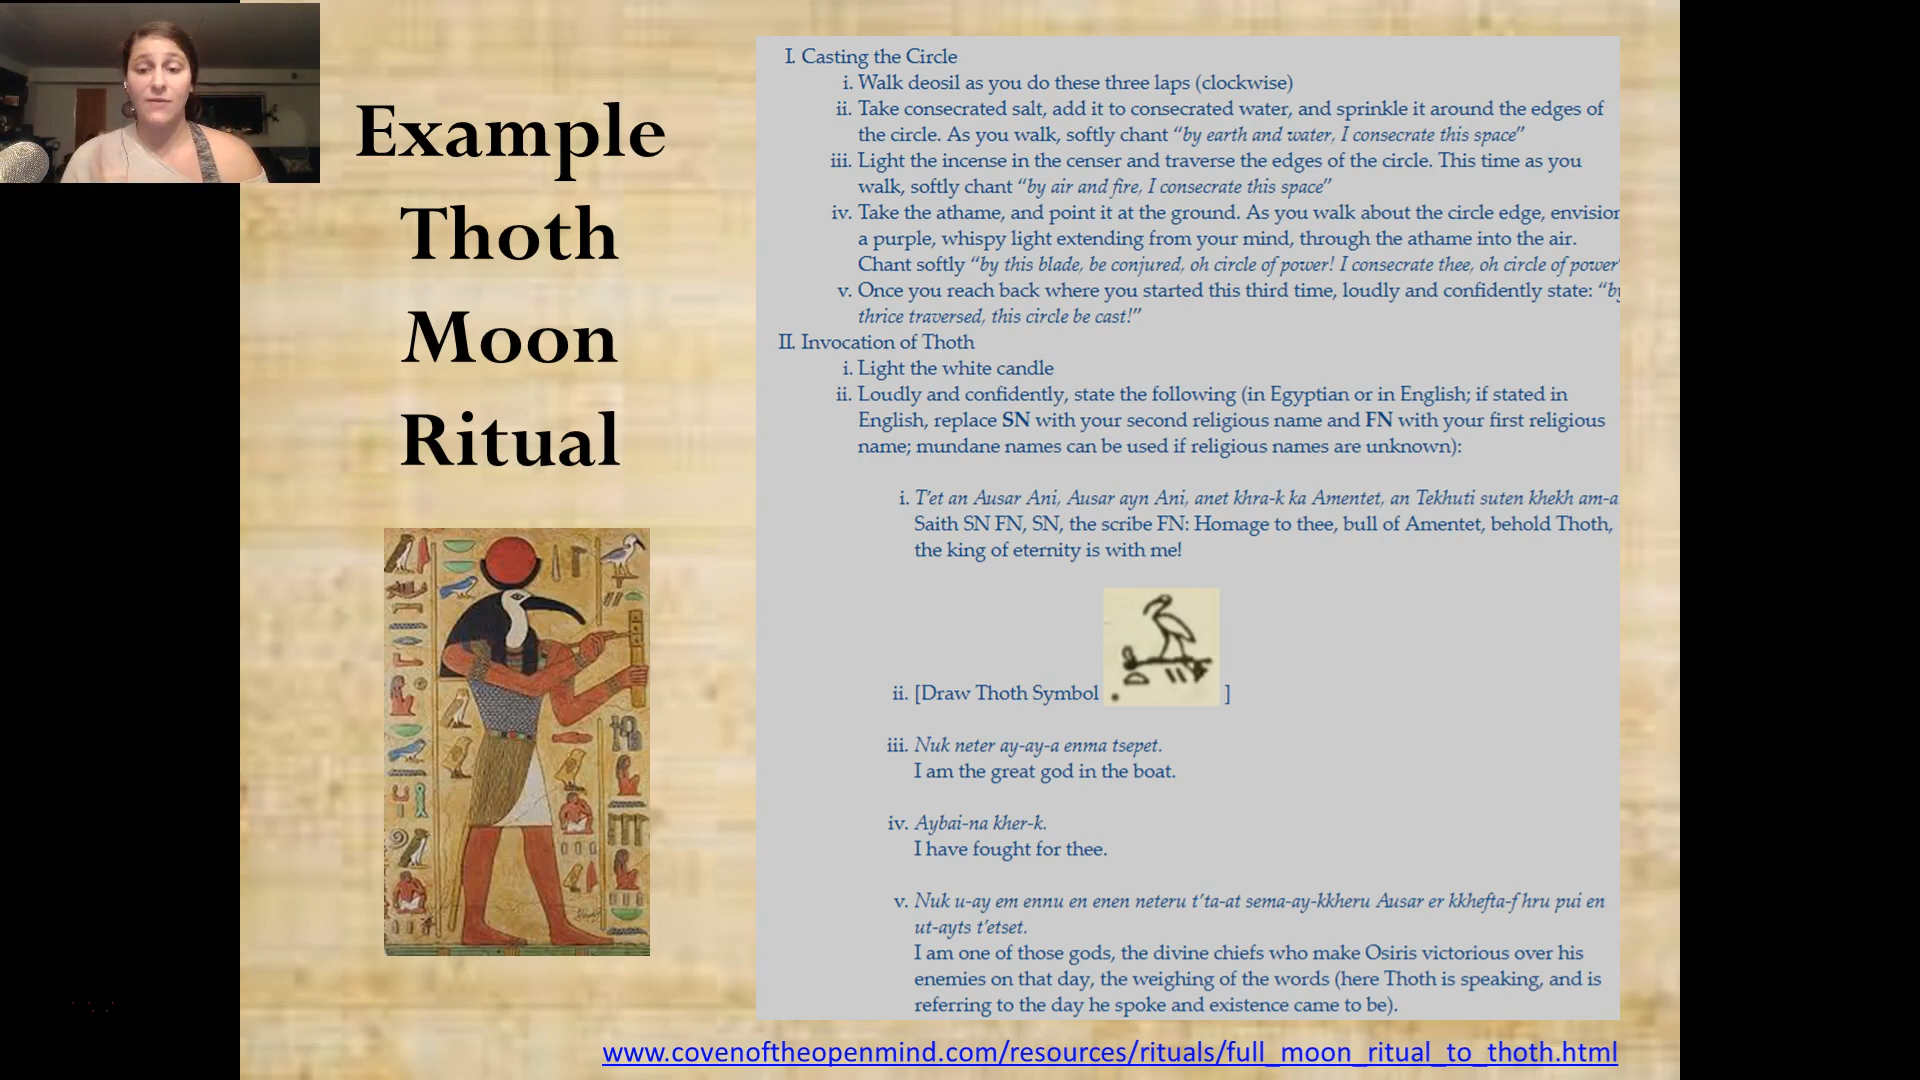 Example
Thoth
Moon
Ritual
I. Casting the Circle
i. Walk deosil as you do these three laps (clockwise)
ii. Take consecrated salt, add it to consecrated water, and sprinkle it around the edges of
the circle. As you walk, softly chant “by earth and water, I consecrate this space”
iii. Light the incense in the censer and traverse the edges of the circle. This time as you
walk, softly chant “by air and fire, I consecrate this space”
iv. Take the athame, and point it at the ground. As you walk about the circle edge, envision
a purple, whispy light extending from your mind, through the athame into the air.
Chant softly “by this blade, be conjured, oh circle of power! I consecrate thee, oh circle of power”
v. Once you reach back where you started this third time, loudly and confidently state: “by
thrice traversed, this circle be cast!”
II. Invocation of Thoth
i. Light the white candle
ii. Loudly and confidently, state the following (in Egyptian or in English; if stated in
English, replace SN with your second religious name and FN with your first religious
name; mundane names can be used if religious names are unknown):
i. T’et an Ausar Ani, Ausar ayn Ani, anet khra-k ka Amentet, an Tekhuti suten khekh am-a
Saith SN FN, SN, the scribe FN: Homage to thee, bull of Amentet, behold Thoth,
the king of eternity is with me!
ii. [Draw Thoth Symbol ]
iii. Nuk neter ay-ay-a enma tsepet.
I am the great god in the boat.
iv. Aybai-na kher-k.
I have fought for thee.
v. Nuk u-ay em ennu en enen neteru t’ta-at sema-ay-kkheru Ausar er kkhefta-f hru pui en
ut-ayts t’etset.
I am one of those gods, the divine chiefs who make Osiris victorious over his
enemies on that day, the weighing of the words (here Thoth is speaking, and is
referring to the day he spoke and existence came to be).
www.covenoftheopenmind.com/resources/rituals/full_moon_ritual_to_thoth.html